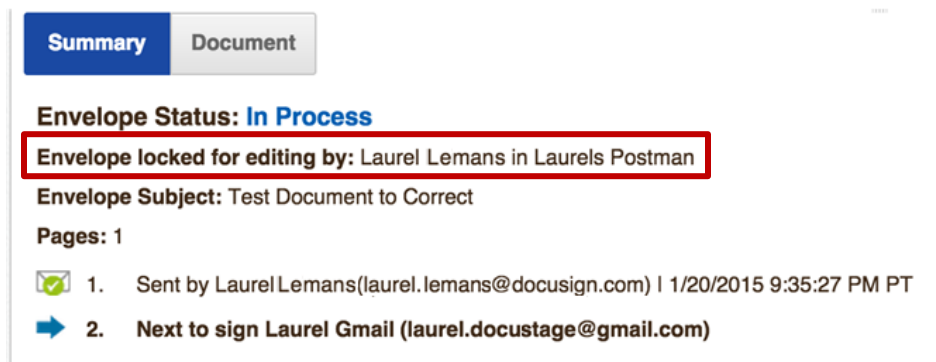 Summary Document
Envelope Status: In Process
Envelope locked for editing by: Laurel Lemans in Laurels Postman
Envelope Subject: Test Document to Correct
Pages: 1
1. Sent by Laurel Lemans(laurel.lemans@docusign.com) | 1/20/2015 9:35:27 PM PT
2. Next to sign Laurel Gmail (laurel.docustage@gmail.com)